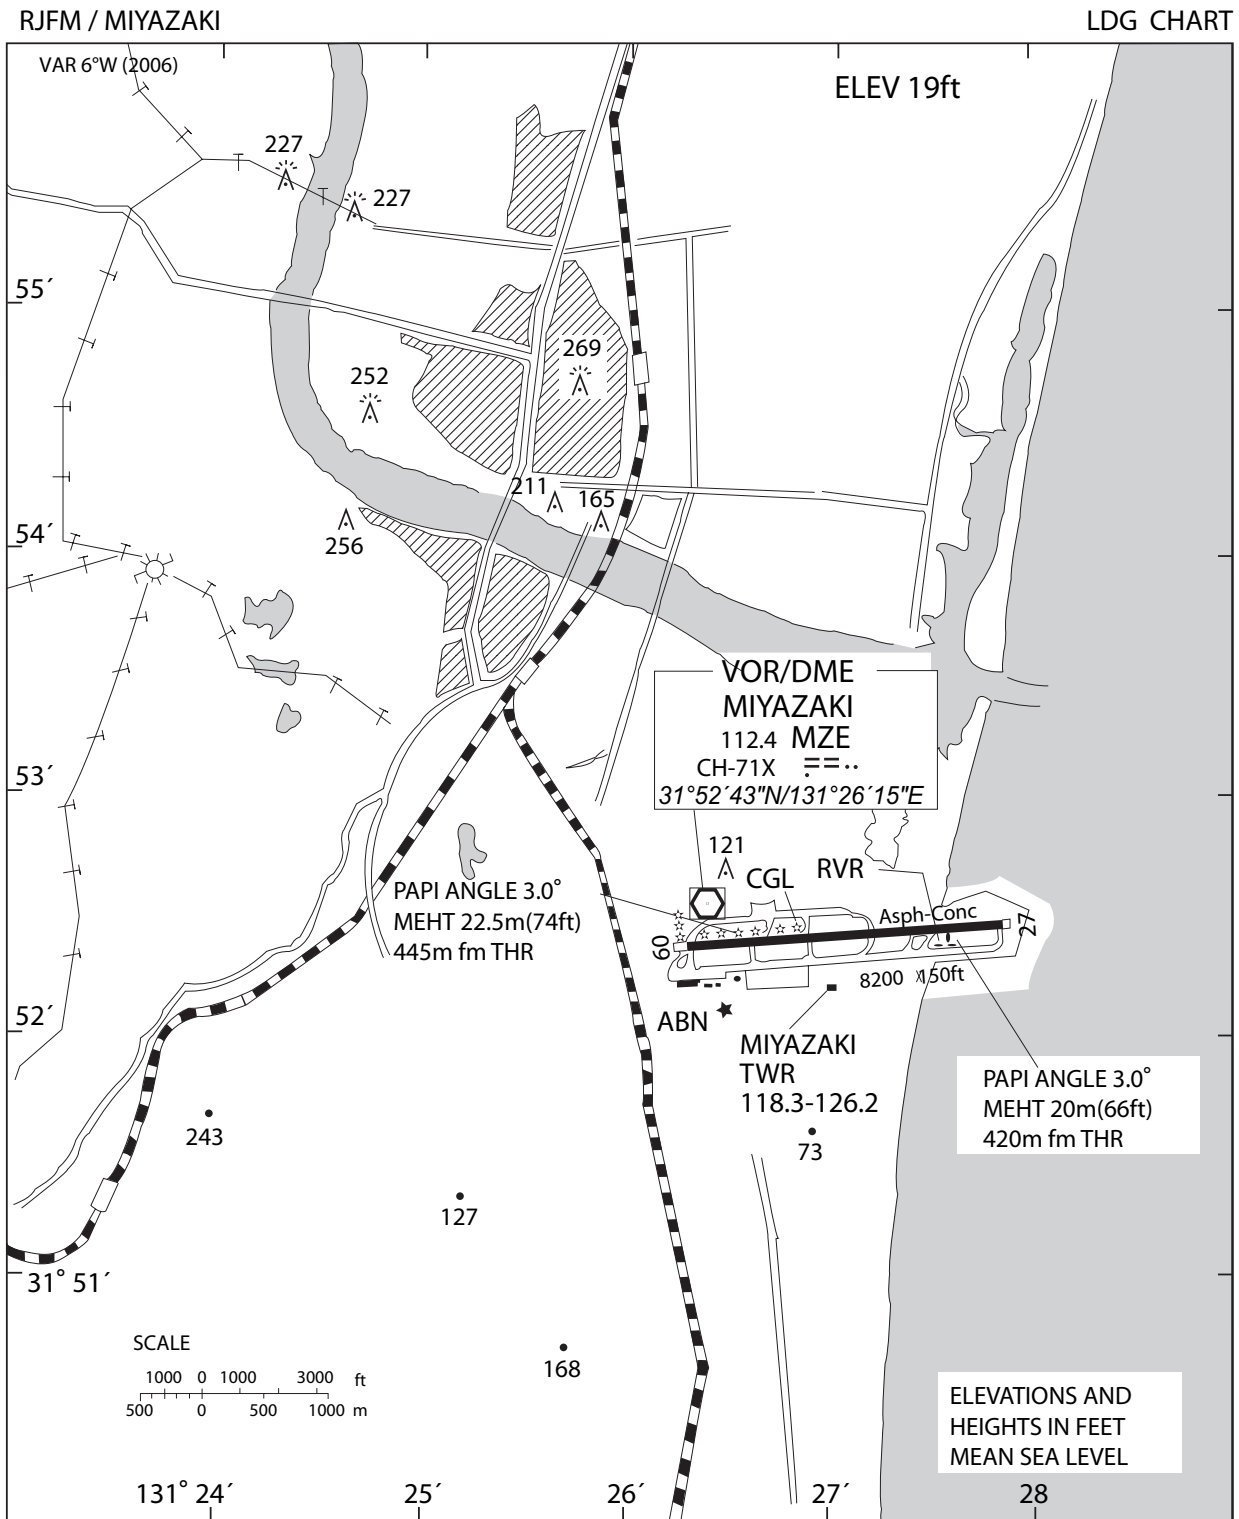 RJFM / MIYAZAKI
LDG CHART
VAR 6°W (2006)
ELEV 19ft
227
227
55´
269
252
211
165
256
54´
VOR/DME
MIYAZAKI
112.4 MZE
CH-71X
31°52´43"N/131°26´15"E
53´
121
CGL
RVR
PAPI ANGLE 3.0°
MEHT 22.5m(74ft)
445m fm THR
Asph-Conc
09
27
8200 x150ft
52´
ABN
MIYAZAKI
TWR
118.3-126.2
PAPI ANGLE 3.0°
MEHT 20m(66ft)
420m fm THR
243
73
127
31° 51´
SCALE
1000 0 1000 3000 ft
500 0 500 1000 m
168
ELEVATIONS AND
HEIGHTS IN FEET
MEAN SEA LEVEL
131° 24´
25´
26´
27´
28